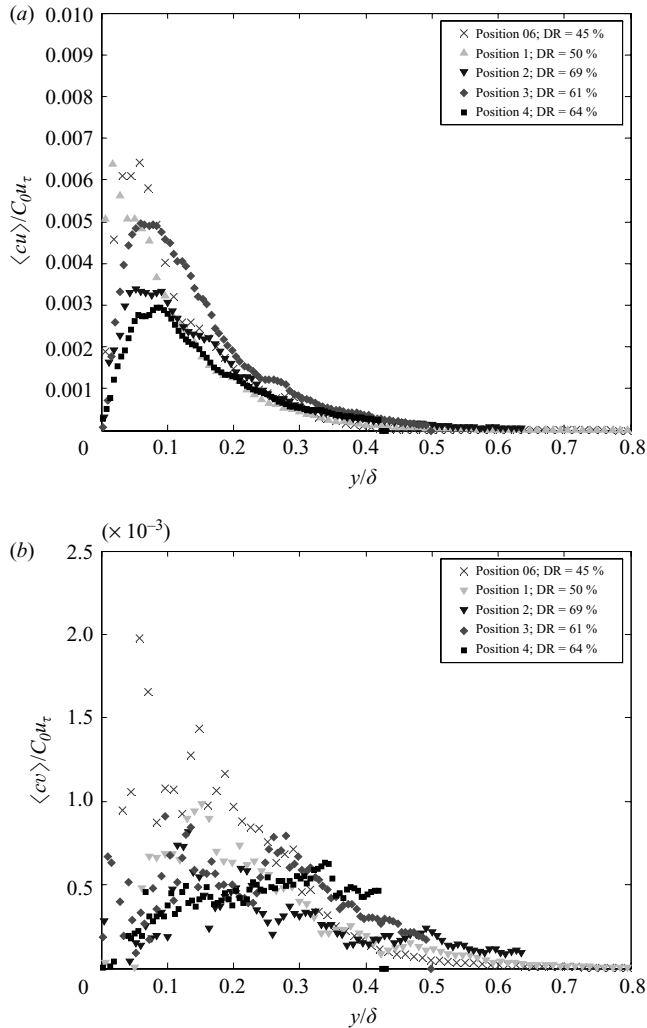 (a)
0.010
0.009
0.008
0.007
0.006
0.005
0.004
0.003
0.002
0.001
0
0.1 0.2 0.3 0.4 0.5 0.6 0.7 0.8
⟨cu⟩/C₀u_τ
y/δ
Position 06; DR = 45 %
Position 1; DR = 50 %
Position 2; DR = 69 %
Position 3; DR = 61 %
Position 4; DR = 64 %
(b)
(× 10⁻³)
2.5
2.0
1.5
1.0
0.5
0
0.1 0.2 0.3 0.4 0.5 0.6 0.7 0.8
⟨cv⟩/C₀u_τ
y/δ
Position 06; DR = 45 %
Position 1; DR = 50 %
Position 2; DR = 69 %
Position 3; DR = 61 %
Position 4; DR = 64 %